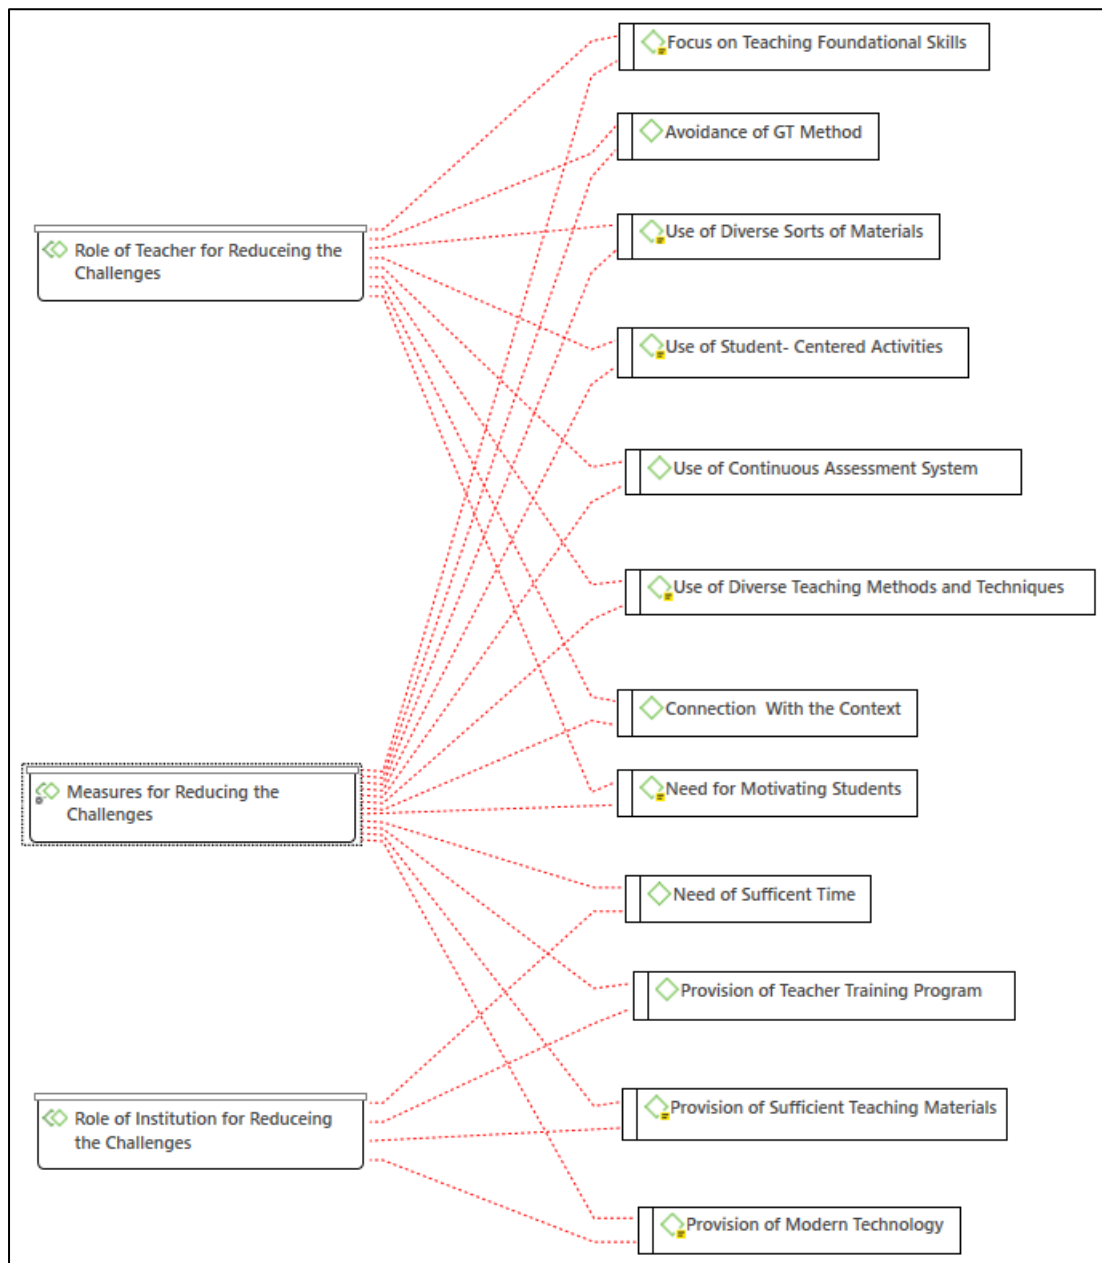 Focus on Teaching Foundational Skills
Avoidance of GT Method
Use of Diverse Sorts of Materials
Role of Teacher for Reduceing the
Challenges
Use of Student- Centered Activities
Use of Continuous Assessment System
Use of Diverse Teaching Methods and Techniques
Connection With the Context
Measures for Reducing the
Challenges
Need for Motivating Students
Need of Sufficent Time
Provision of Teacher Training Program
Role of Institution for Reduceing
the Challenges
Provision of Sufficient Teaching Materials
Provision of Modern Technology